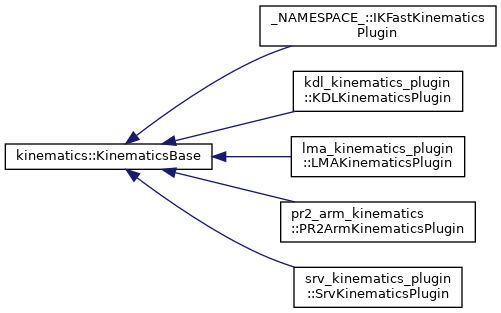 _NAMESPACE_::IKFastKinematics
Plugin
kdl_kinematics_plugin
::KDLKinematicsPlugin
kinematics::KinematicsBase
lma_kinematics_plugin
::LMAKinematicsPlugin
pr2_arm_kinematics
::PR2ArmKinematicsPlugin
srv_kinematics_plugin
::SrvKinematicsPlugin